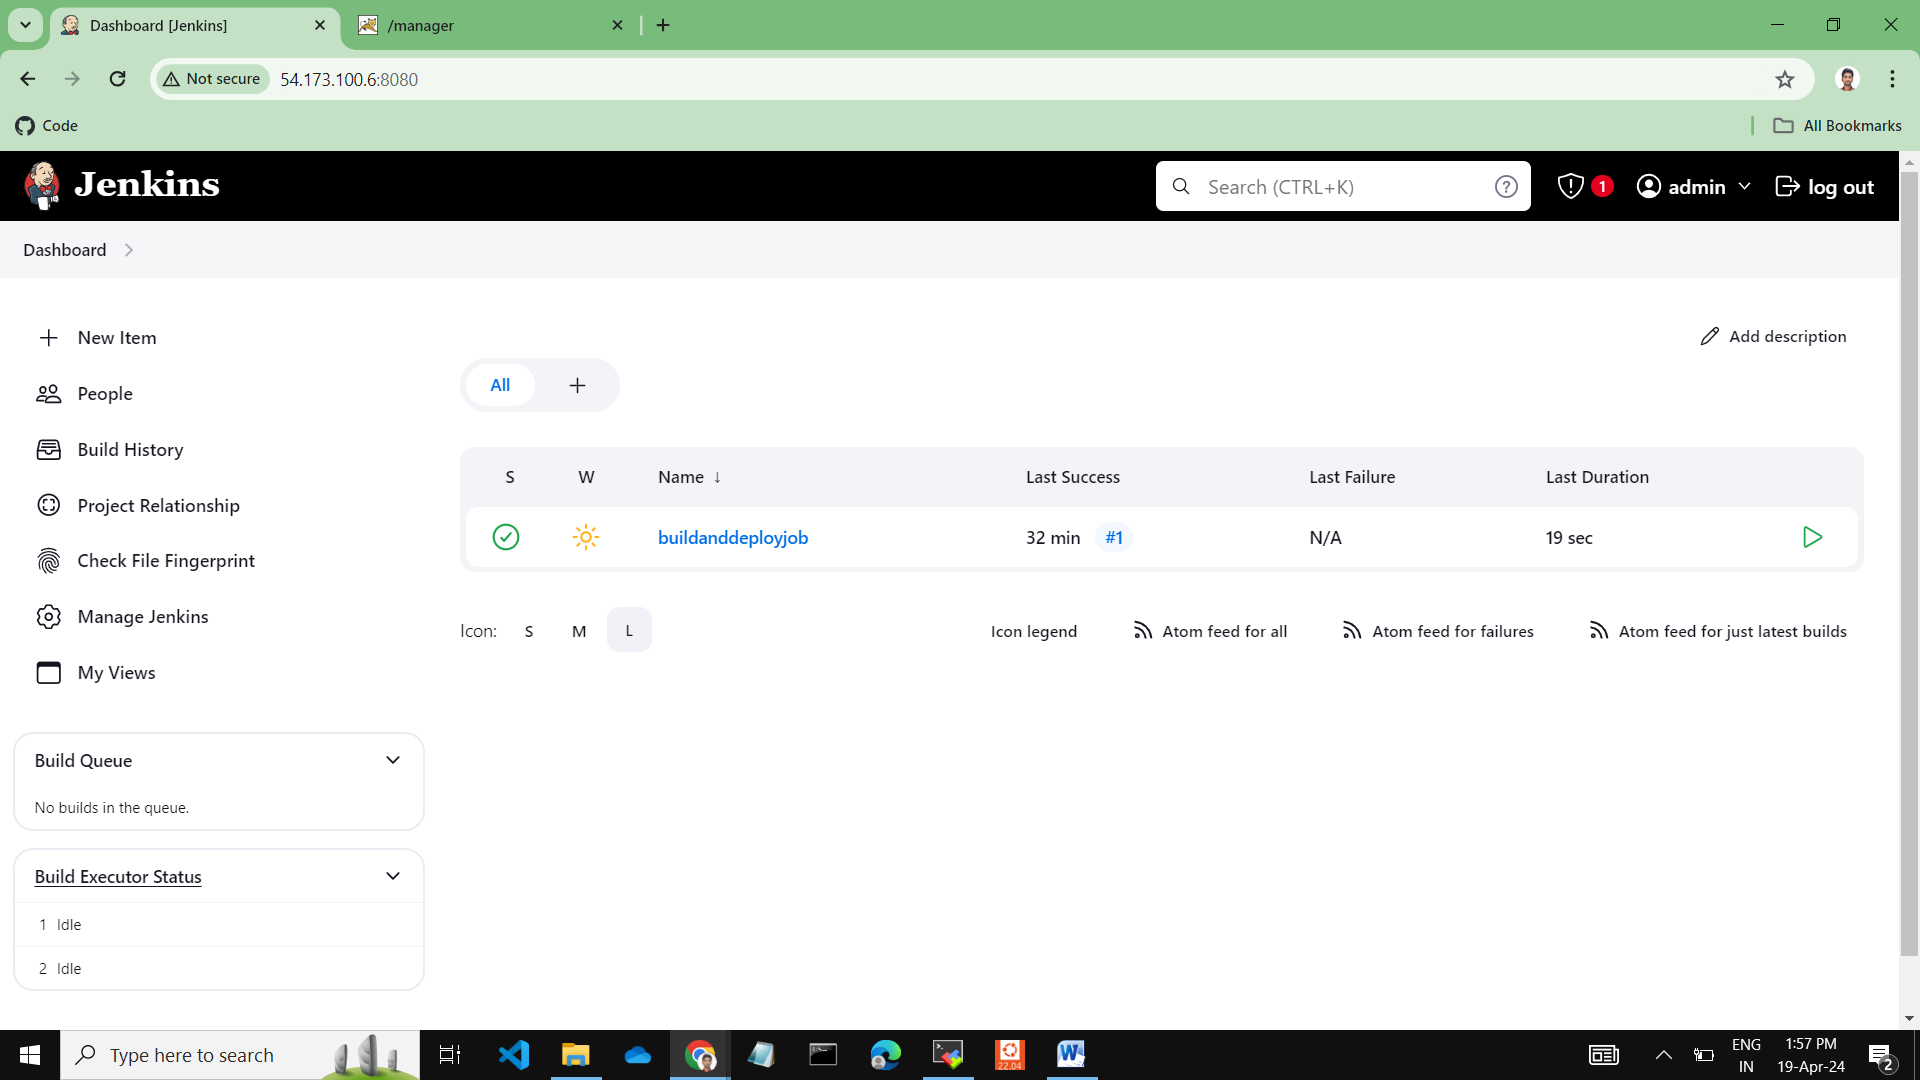 Dashboard [Jenkins]
/manager
Not secure
54.173.100.6:8080
Code
All Bookmarks
Jenkins
Search (CTRL+K)
1
admin
log out
Dashboard
New Item
People
Build History
Project Relationship
Check File Fingerprint
Manage Jenkins
My Views
Build Queue
No builds in the queue.
Build Executor Status
1 Idle
2 Idle
Add description
All
S W Name ↓ Last Success Last Failure Last Duration
buildanddeployjob 32 min #1 N/A 19 sec
Icon: S M L
Icon legend
Atom feed for all
Atom feed for failures
Atom feed for just latest builds
Type here to search
22.04
ENG
IN
1:57 PM
19-Apr-24
2